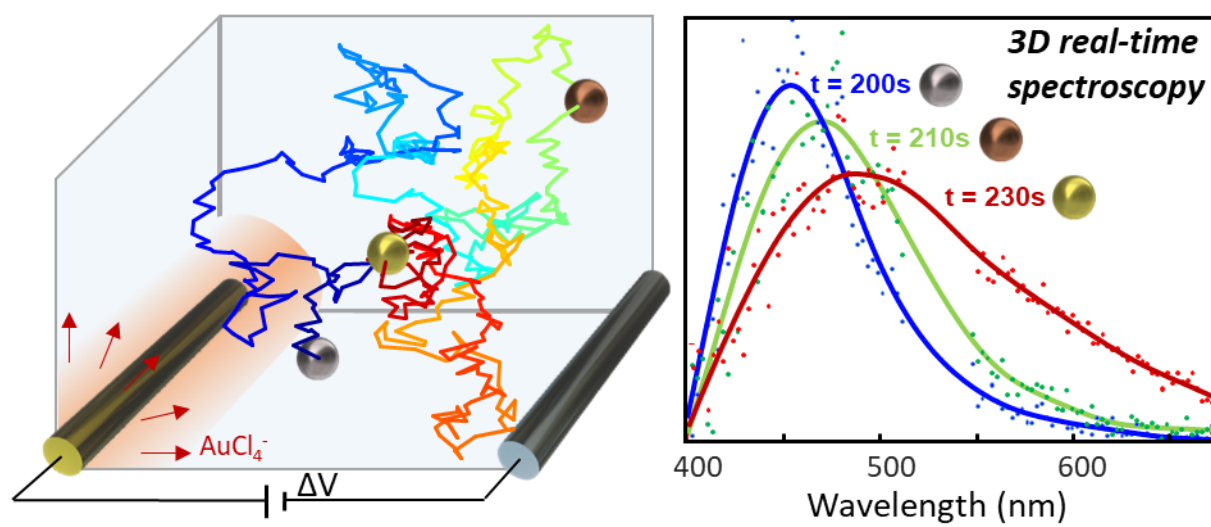 AuCl₄⁻
ΔV
3D real-time
spectroscopy
t = 200s
t = 210s
t = 230s
400
500
600
Wavelength (nm)